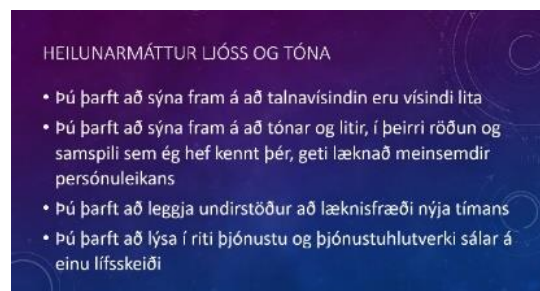 HEILUNARMÁTTUR LJÓSS OG TÓNA
• Þú þarft að sýna fram á að talnavísindin eru vísindi lita
• Þú þarft að sýna fram á að tónar og litir, í þeirri röðun og
samspili sem ég hef kennt þér, geti læknað meinsemdir
persónuleikans
• Þú þarft að leggja undirstöður að læknisfræði nýja tímans
• Þú þarft að lýsa í riti þjónustu og þjónustuhlutverki sálar á
einu lífsskeiði